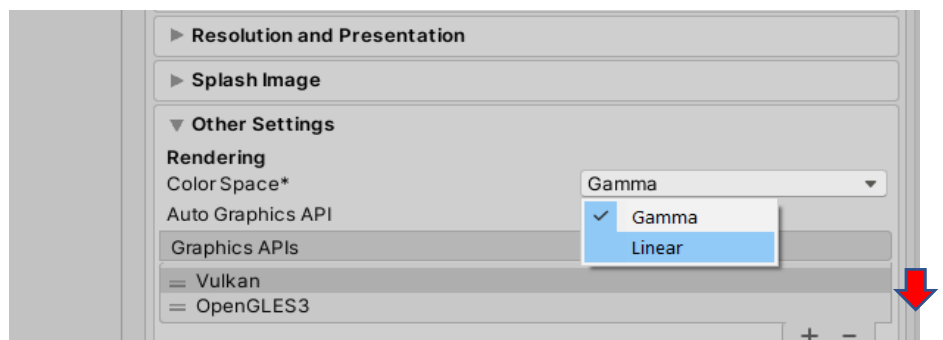 Resolution and Presentation
Splash Image
Other Settings
Rendering
Color Space*
Gamma
Auto Graphics API
Gamma
Linear
Graphics APIs
Vulkan
OpenGLES3
+ −